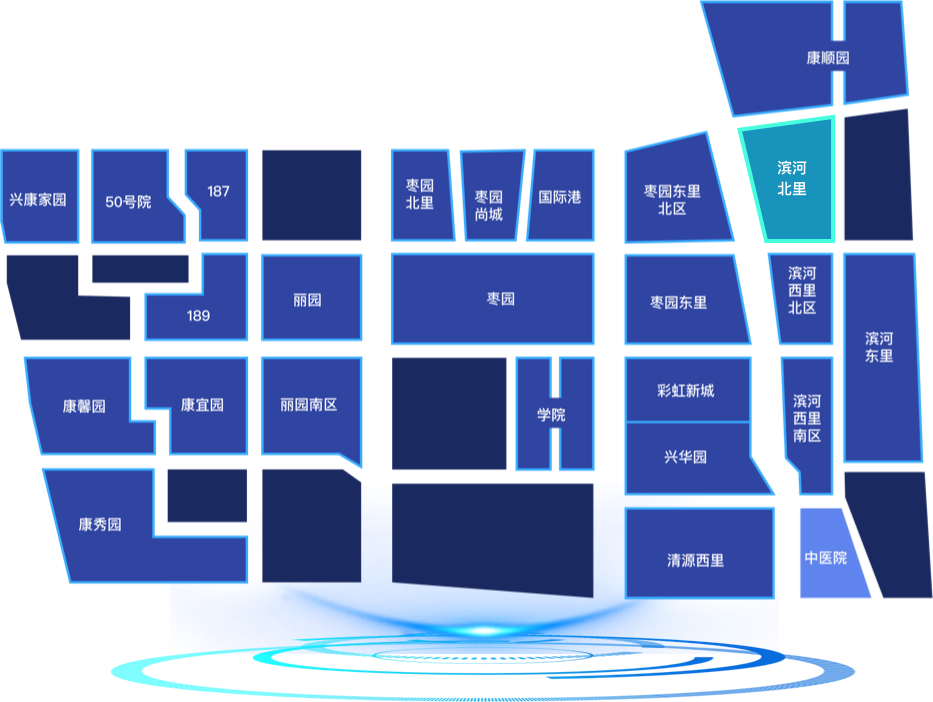 康顺园
滨河
北里
兴康家园
50号院
187
枣园
北里
枣园
尚城
国际港
枣园东里
北区
189
丽园
枣园
枣园东里
滨河
西里
北区
滨河
东里
康馨园
康宜园
丽园南区
学院
彩虹新城
兴华园
滨河
西里
南区
康秀园
清源西里
中医院